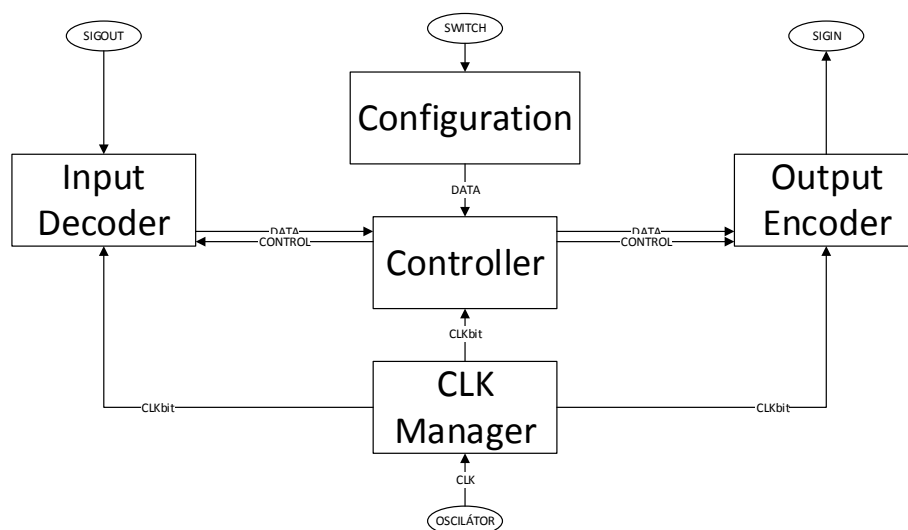 SIGOUT
SWITCH
SIGIN
Configuration
DATA
Input
Decoder
Output
Encoder
DATA
CONTROL
Controller
DATA
CONTROL
CLKbit
CLK
Manager
CLKbit
CLKbit
CLK
OSCILÁTOR